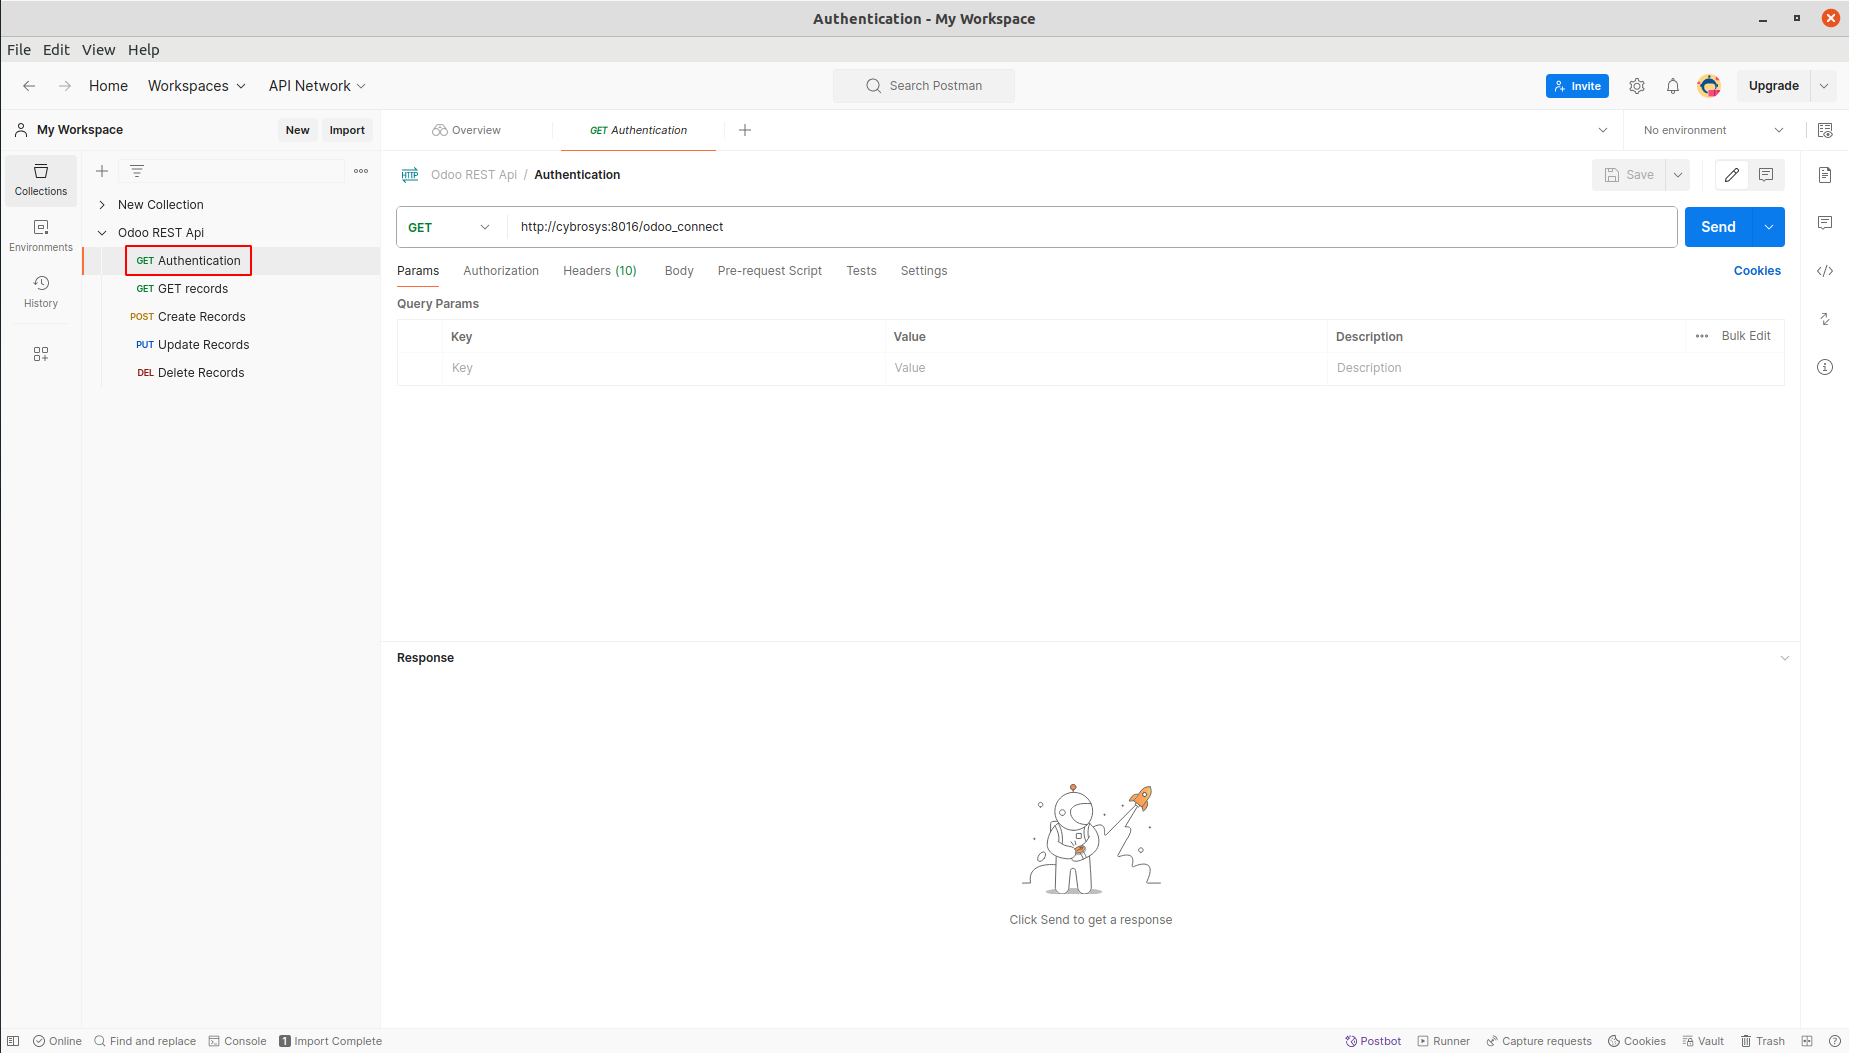 Authentication - My Workspace
File Edit View Help
Home Workspaces API Network Search Postman Invite Upgrade
My Workspace New Import Overview GET Authentication No environment
Collections
Environments
History
New Collection
Odoo REST Api
GET Authentication
GET GET records
POST Create Records
PUT Update Records
DEL Delete Records
HTTP Odoo REST Api / Authentication Save
GET http://cybrosys:8016/odoo_connect Send
Params Authorization Headers (10) Body Pre-request Script Tests Settings Cookies
Query Params
Key Value Description Bulk Edit
Key Value Description
Response
Click Send to get a response
Online Find and replace Console 1 Import Complete Postbot Runner Capture requests Cookies Vault Trash